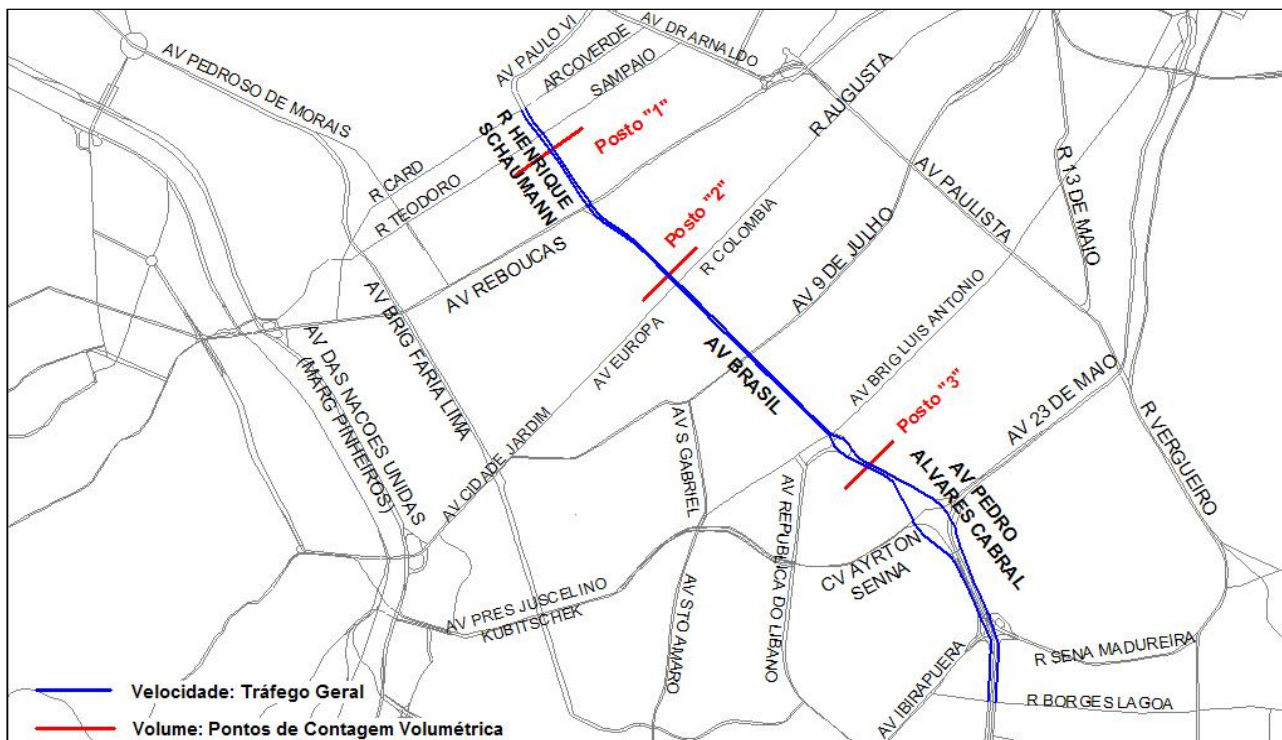 AV PEDROSO DE MORAIS
AV PAULO VI
ARCOVERDE
AV DR ARNALDO
SAMPAIO
R HENRIQUE
SCHAUMANN
Posto "1"
R AUGUSTA
R CARD
R TEODORO
AV PAULISTA
R 13 DE MAIO
Posto "2"
R COLOMBIA
AV REBOUCAS
AV 9 DE JULHO
AV BRIG FARIA LIMA
AV DAS NACOES UNIDAS
(MARG PINHEIROS)
AV EUROPA
AV BRASIL
AV BRIG LUIS ANTONIO
Posto "3"
AV 23 DE MAIO
R VERGUEIRO
AV CIDADE JARDIM
AV S GABRIEL
AV REPUBLICA DO LIBANO
AV PEDRO
ALVARES CABRAL
CV AYRTON
SENNA
AV PRES JUSCELINO
KUBITSCHEK
AV STO AMARO
AV IBIRAPUERA
R SENA MADUREIRA
R BORGES LAGOA
Velocidade: Tráfego Geral
Volume: Pontos de Contagem Volumétrica